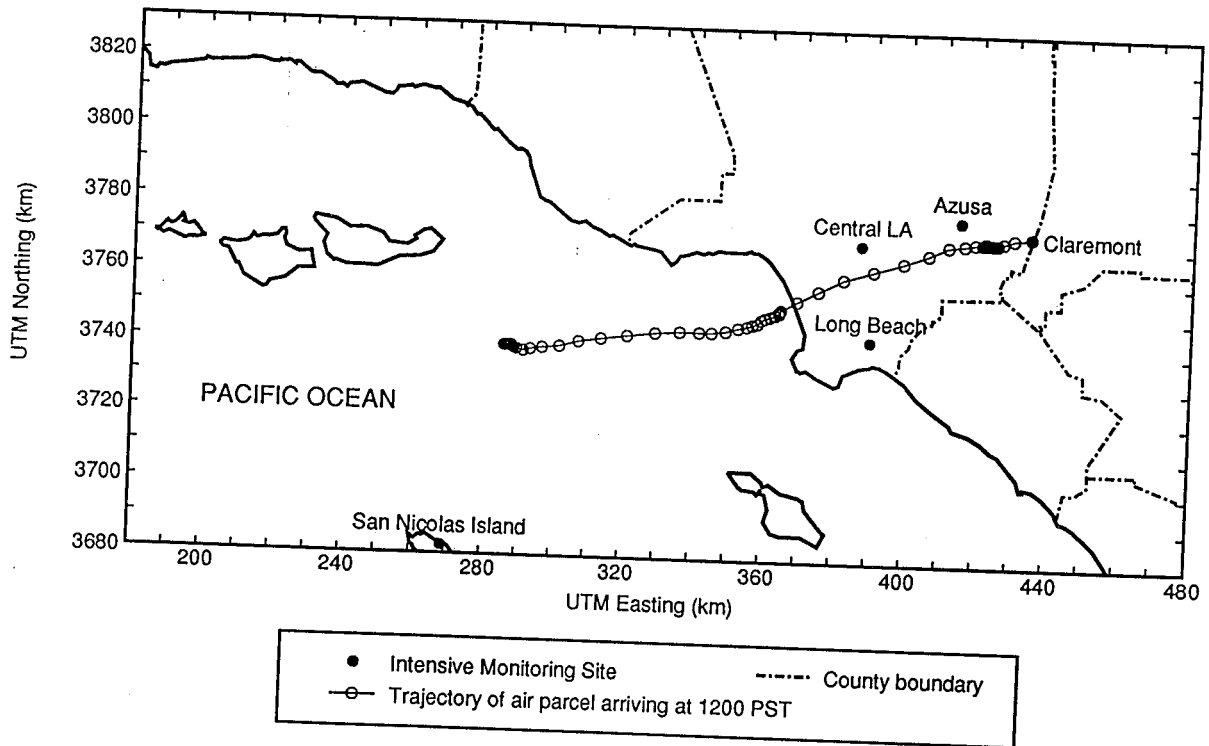 3820
3800
3780
3760
3740
3720
3700
3680
UTM Northing (km)
Azusa
Central LA
Claremont
Long Beach
PACIFIC OCEAN
San Nicolas Island
200 240 280 320 360 400 440 480
UTM Easting (km)
Intensive Monitoring Site
County boundary
Trajectory of air parcel arriving at 1200 PST